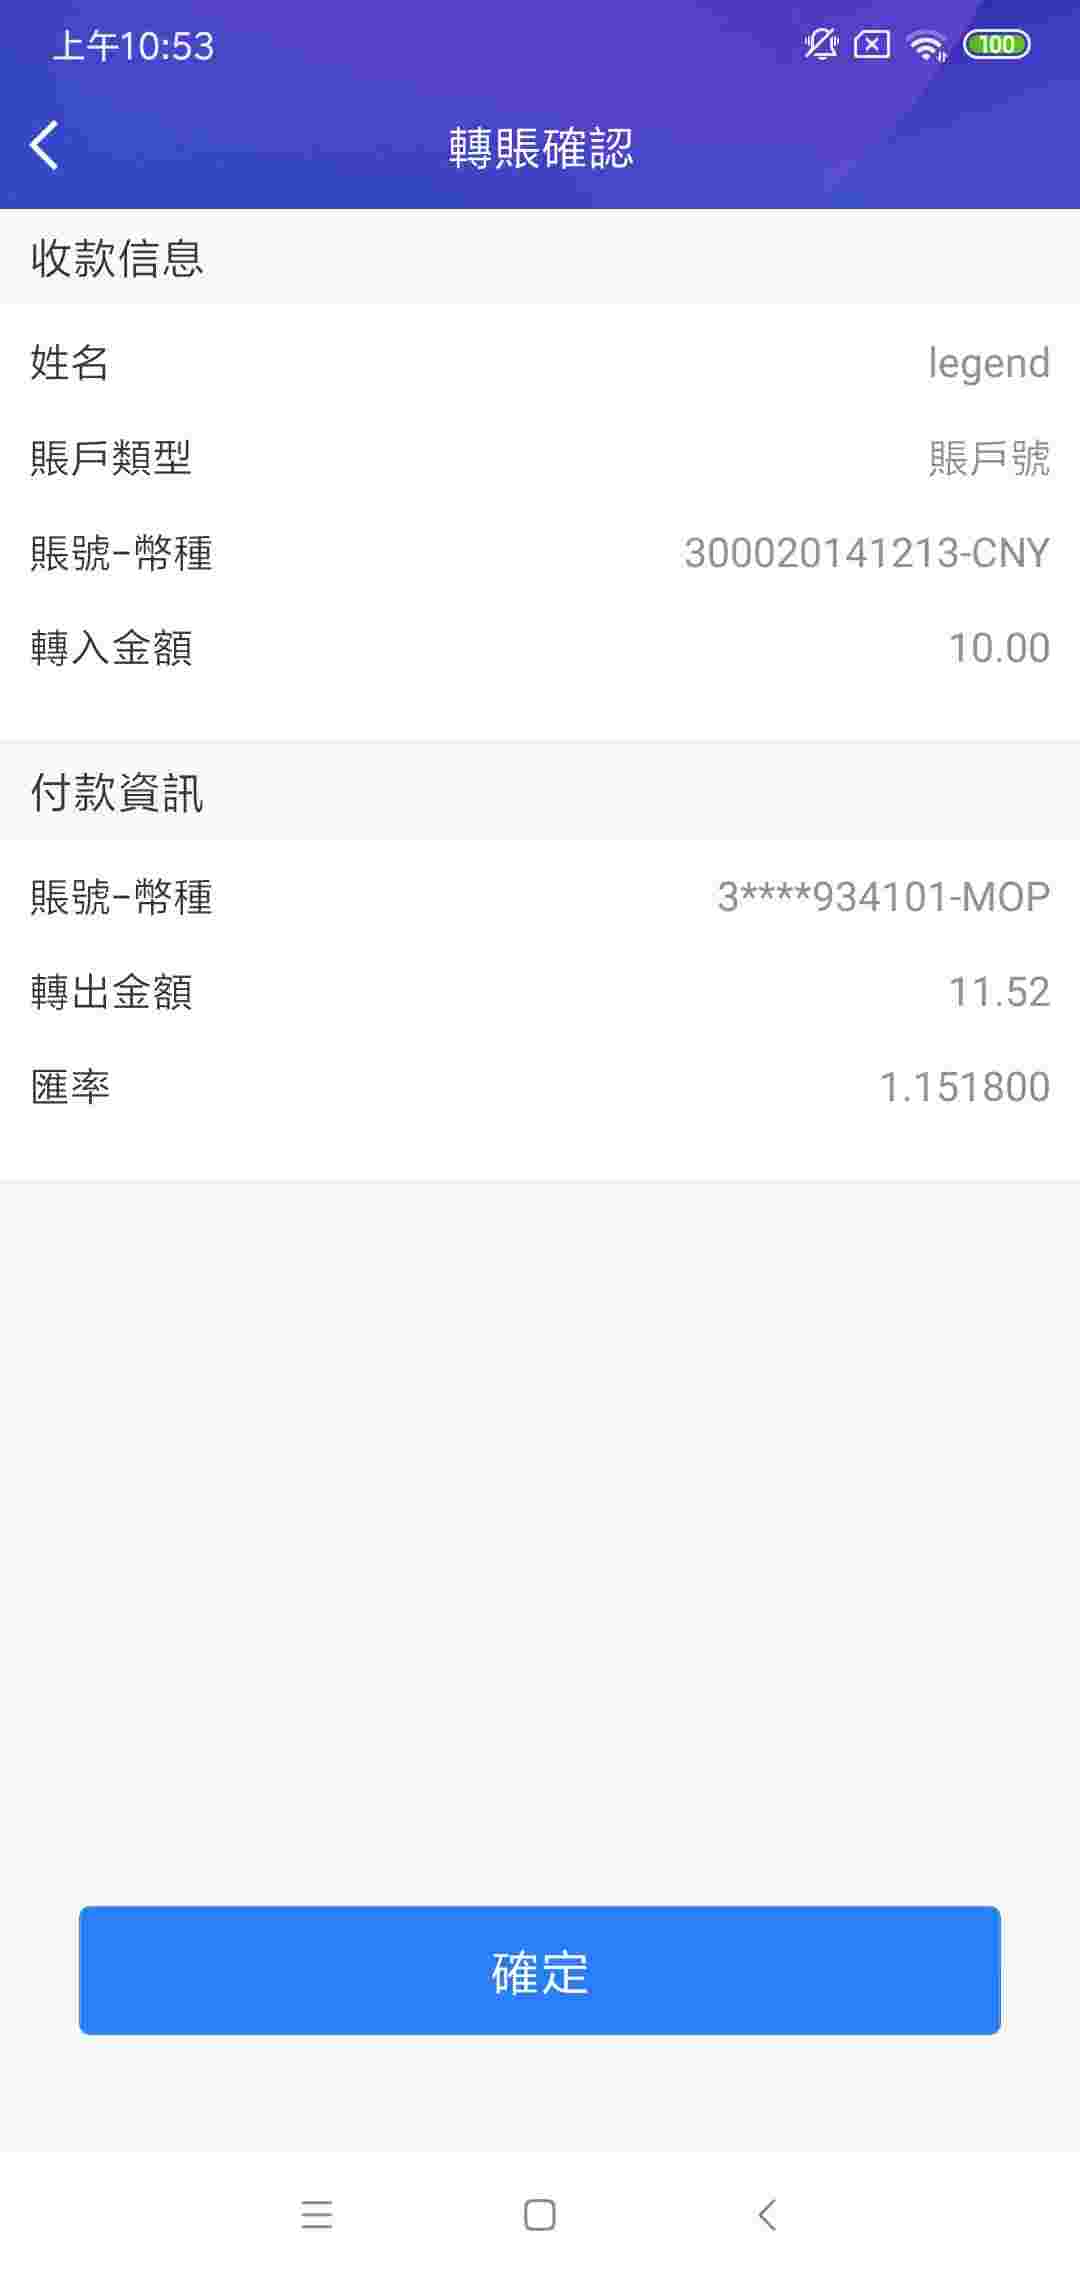 上午10:53
100
轉賬確認
收款信息
姓名 legend
賬戶類型 賬戶號
賬號-幣種 300020141213-CNY
轉入金額 10.00
付款資訊
賬號-幣種 3****934101-MOP
轉出金額 11.52
匯率 1.151800
確定